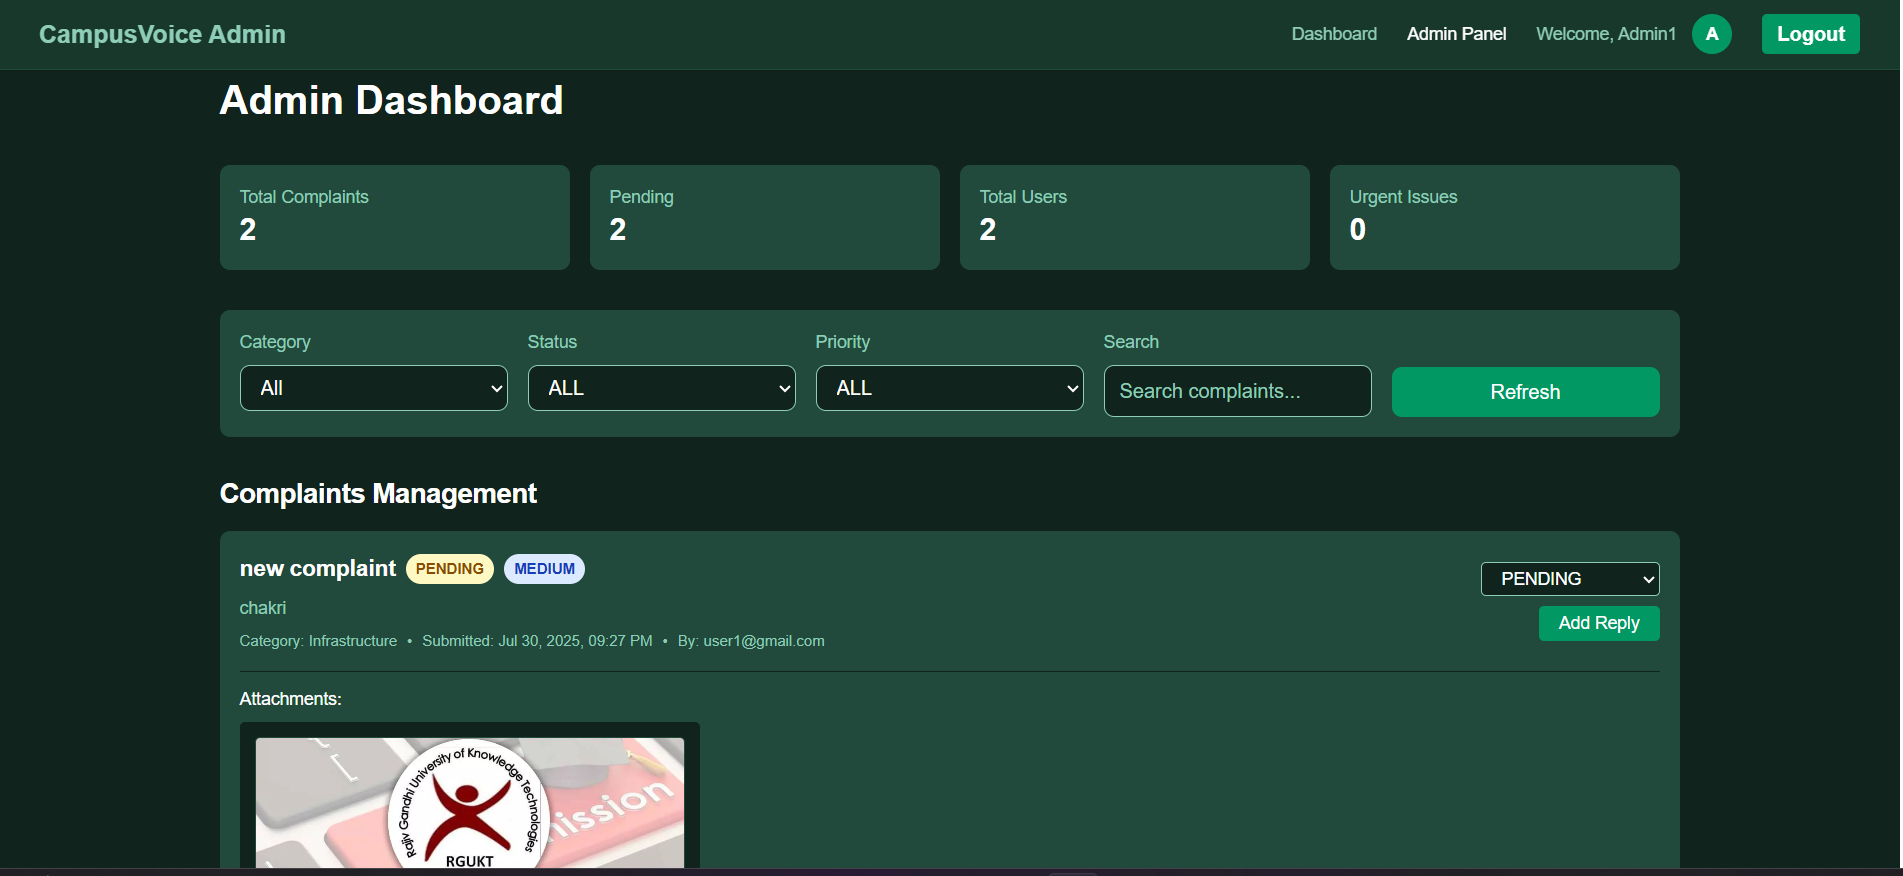 CampusVoice Admin
Dashboard Admin Panel Welcome, Admin1 A Logout
Admin Dashboard
Total Complaints
2
Pending
2
Total Users
2
Urgent Issues
0
Category
All
Status
ALL
Priority
ALL
Search
Search complaints...
Refresh
Complaints Management
new complaint PENDING MEDIUM
PENDING
chakri
Add Reply
Category: Infrastructure • Submitted: Jul 30, 2025, 09:27 PM • By: user1@gmail.com
Attachments:
Rajiv Gandhi University of Knowledge Technologies
RGUKT